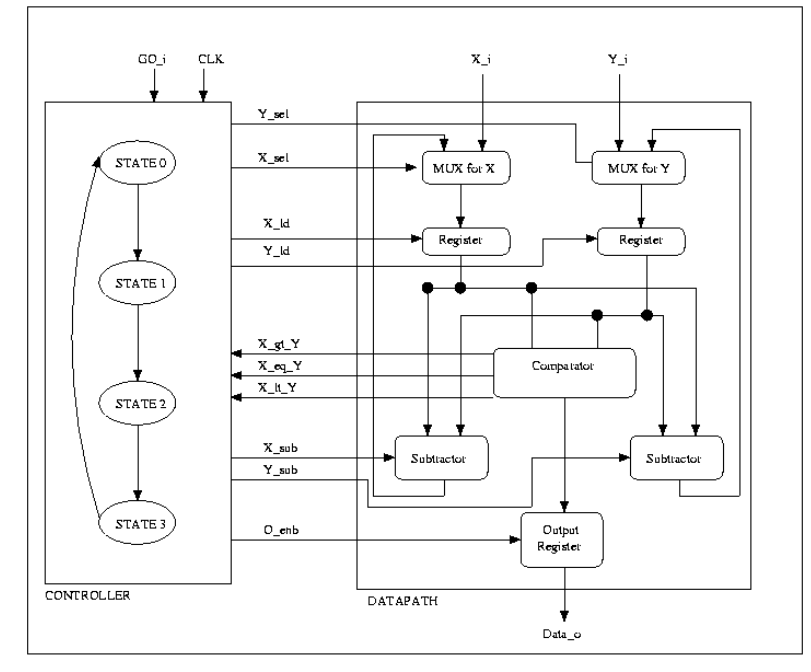 GO_i CLK X_i Y_i
Y_sel
X_sel
STATE 0
MUX for X
MUX for Y
X_ld
Y_ld
Register
Register
STATE 1
X_gt_Y
X_eq_Y
X_lt_Y
Comparator
STATE 2
X_sub
Y_sub
Subtractor
Subtractor
STATE 3
O_enb
Output
Register
CONTROLLER
DATAPATH
Data_o